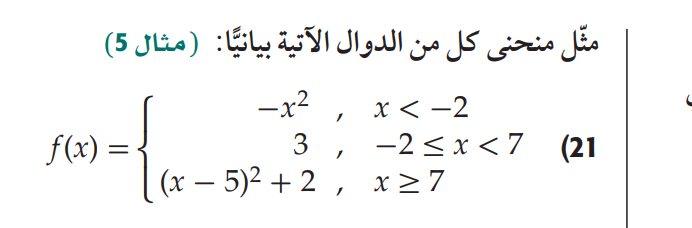 مثّل منحنى كل من الدوال الآتية بيانيًّا: (مثال 5)
(21 f(x) = { -x² , x < -2
3 , -2 ≤ x < 7
(x - 5)² + 2 , x ≥ 7